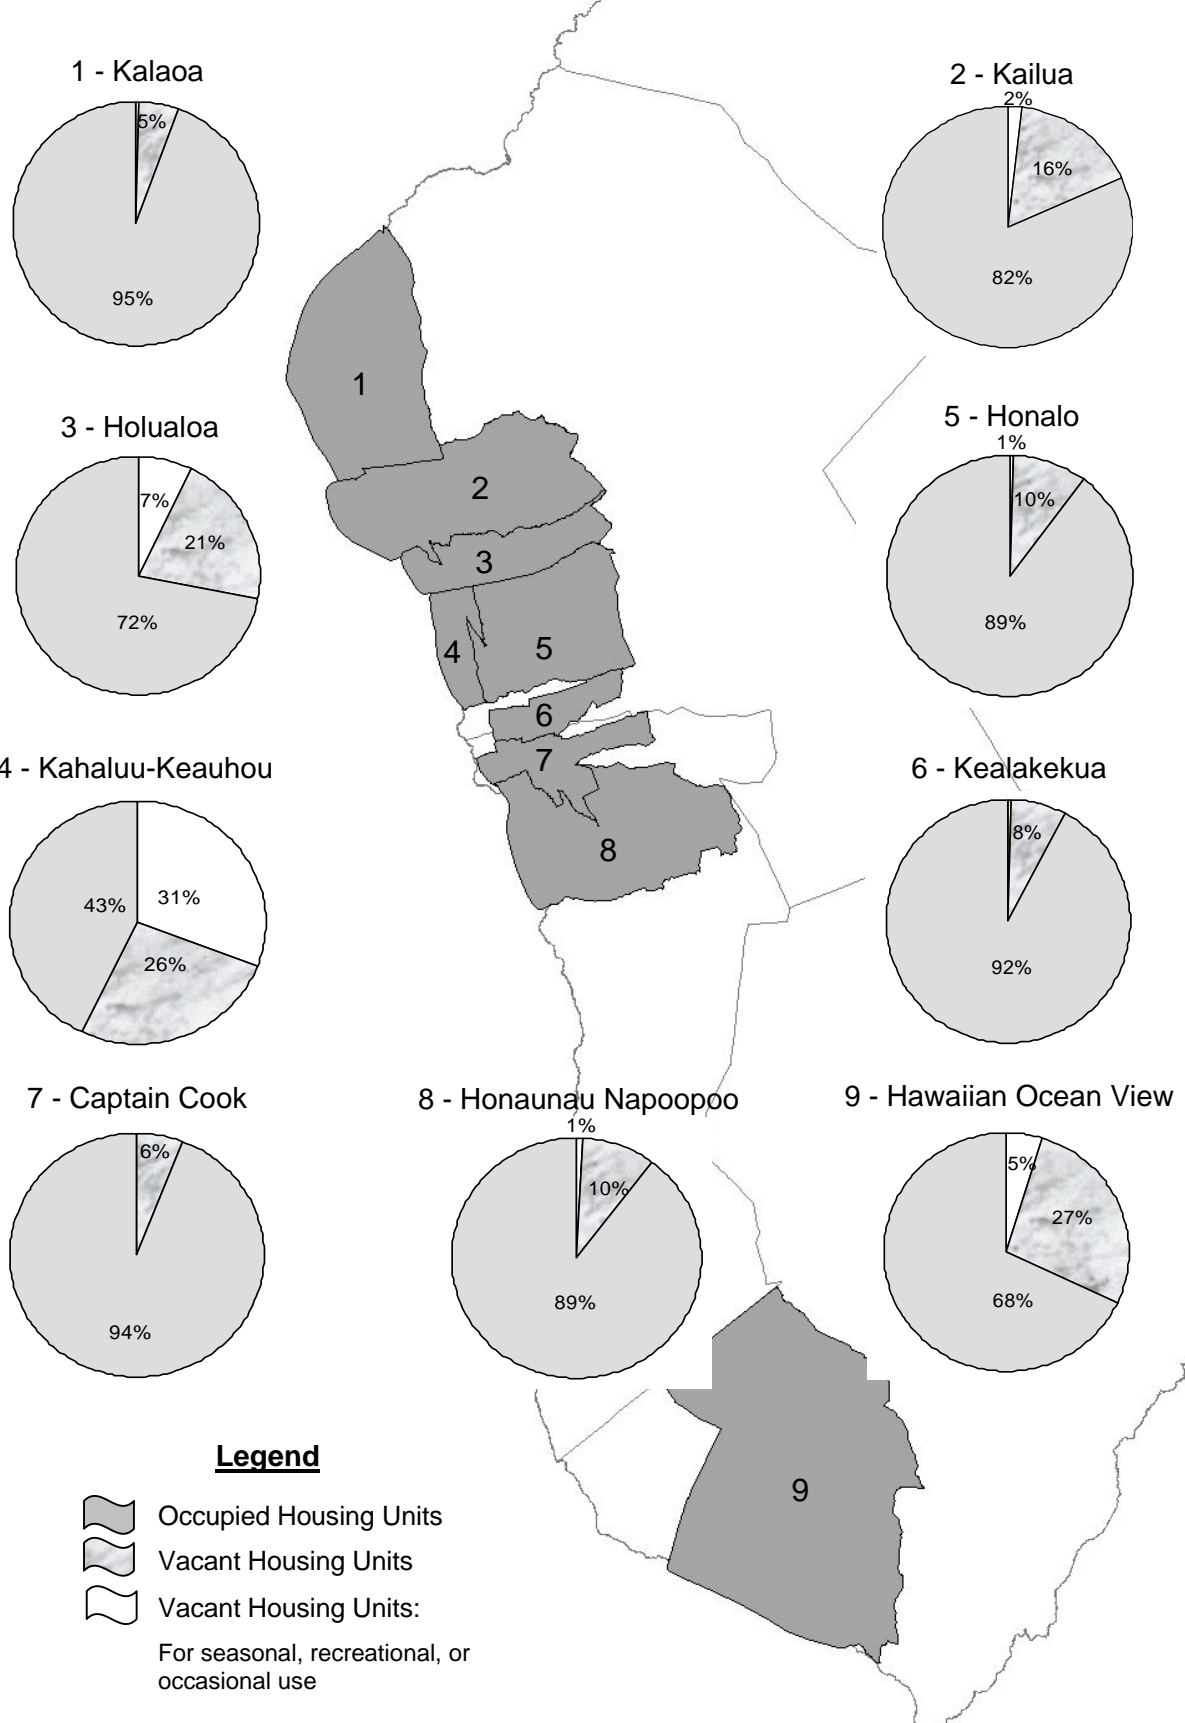 1 - Kalaoa
5%
95%
2 - Kailua
2%
16%
82%
3 - Holualoa
7%
21%
72%
5 - Honalo
1%
10%
89%
4 - Kahaluu-Keauhou
31%
43%
26%
6 - Kealakekua
8%
92%
7 - Captain Cook
6%
94%
8 - Honaunau Napoopoo
1%
10%
89%
9 - Hawaiian Ocean View
5%
27%
68%
1
2
3
4
5
6
7
8
9
Legend
Occupied Housing Units
Vacant Housing Units
Vacant Housing Units:
For seasonal, recreational, or
occasional use